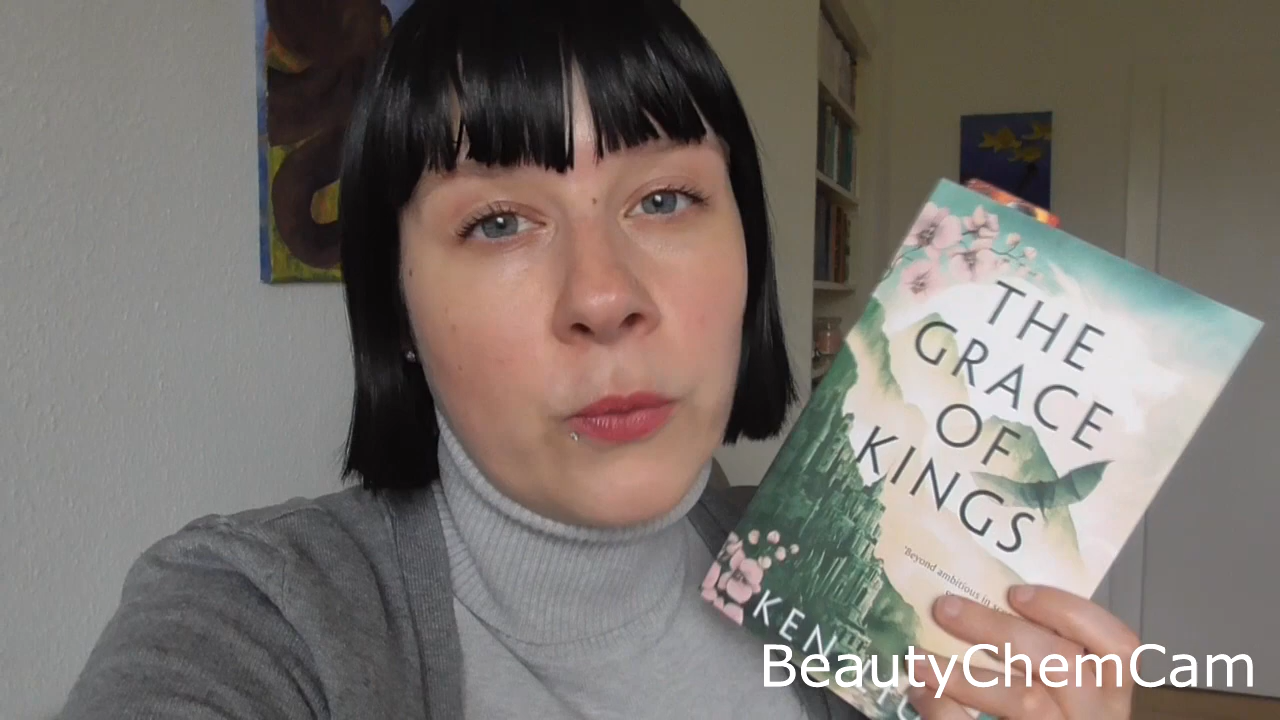 THE
GRACE
OF
KINGS
'Beyond ambitious in
KEN
BeautyChemCam